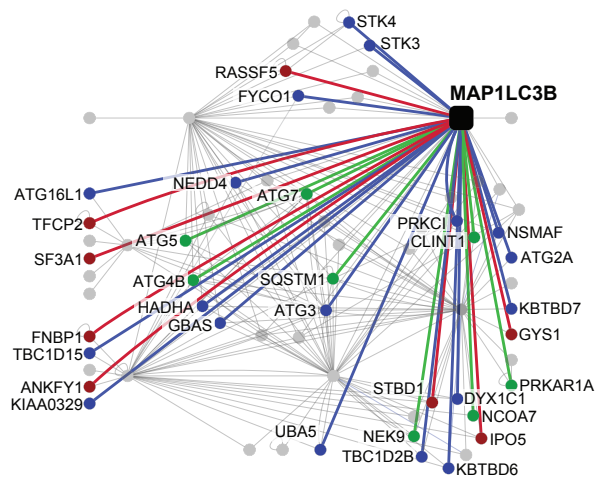 STK4
STK3
RASSF5
MAP1LC3B
FYCO1
NEDD4
ATG16L1
ATG7
TFCP2
PRKCI
NSMAF
ATG5
CLINT1
SF3A1
ATG2A
ATG4B
SQSTM1
HADHA
ATG3
KBTBD7
GBAS
FNBP1
GYS1
TBC1D15
ANKFY1
STBD1
PRKAR1A
KIAA0329
DYX1C1
NCOA7
UBA5
NEK9
IPO5
TBC1D2B
KBTBD6